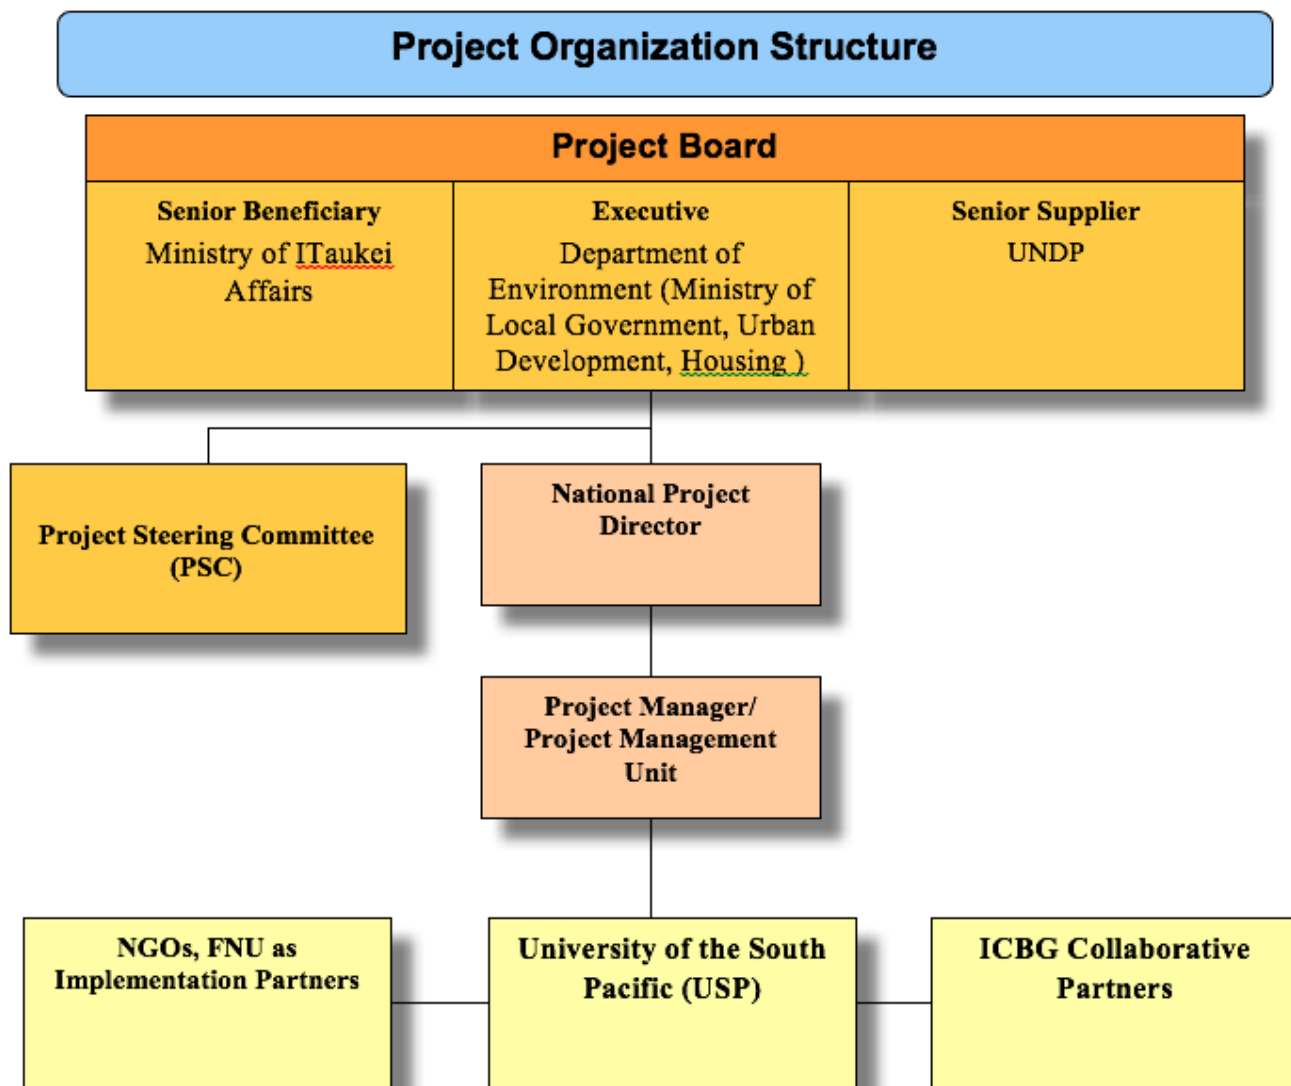 Project Organization Structure
Project Board
Senior Beneficiary
Ministry of ITaukei
Affairs
Executive
Department of
Environment (Ministry of
Local Government, Urban
Development, Housing )
Senior Supplier
UNDP
Project Steering Committee
(PSC)
National Project
Director
Project Manager/
Project Management
Unit
NGOs, FNU as
Implementation Partners
University of the South
Pacific (USP)
ICBG Collaborative
Partners